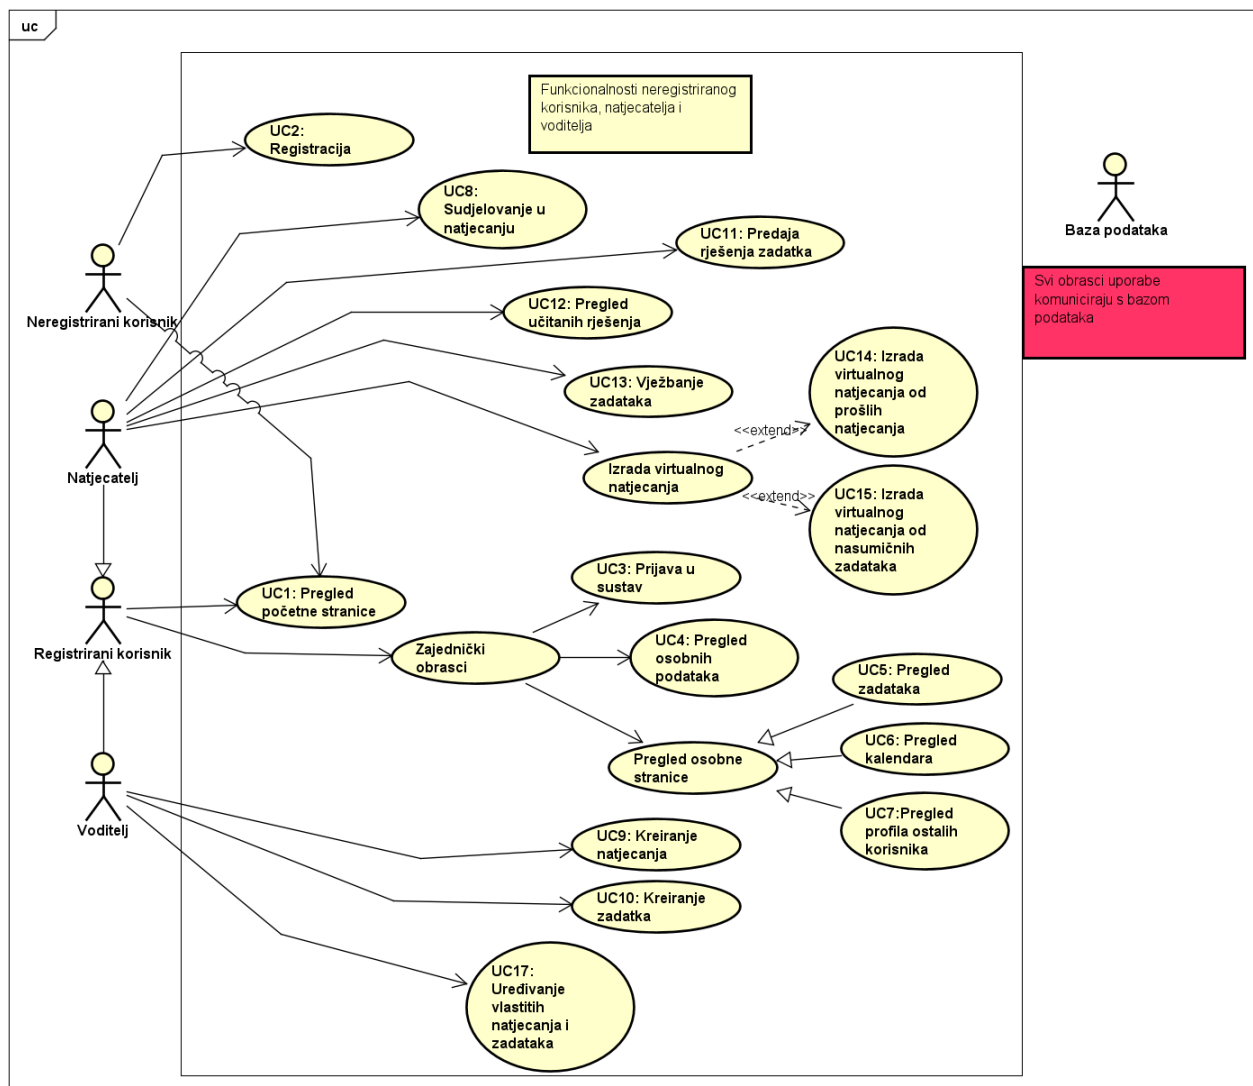 uc
Funkcionalnosti neregistriranog
korisnika, natjecatelja i
voditelja
UC2:
Registracija
UC8:
Sudjelovanje u
natjecanju
UC11: Predaja
rješenja zadatka
Baza podataka
Svi obrasci uporabe
komuniciraju s bazom
podataka
Neregistrirani korisnik
UC12: Pregled
učitanih rješenja
UC13: Vježbanje
zadataka
UC14: Izrada
virtualnog
natjecanja od
prošlih
natjecanja
<<extend>>
Natjecatelj
Izrada virtualnog
natjecanja
<<extend>>
UC15: Izrada
virtualnog
natjecanja od
nasumičnih
zadataka
UC3: Prijava u
sustav
UC1: Pregled
početne stranice
Registrirani korisnik
Zajednički
obrasci
UC4: Pregled
osobnih
podataka
UC5: Pregled
zadataka
Pregled osobne
stranice
UC6: Pregled
kalendara
UC7:Pregled
profila ostalih
korisnika
Voditelj
UC9: Kreiranje
natjecanja
UC10: Kreiranje
zadatka
UC17:
Uređivanje
vlastitih
natjecanja i
zadataka